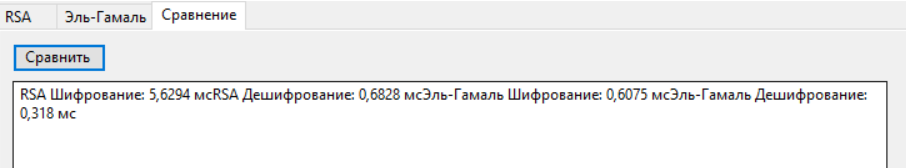 RSA Эль-Гамаль Сравнение
Сравнить
RSA Шифрование: 5,6294 мсRSA Дешифрование: 0,6828 мсЭль-Гамаль Шифрование: 0,6075 мсЭль-Гамаль Дешифрование:
0,318 мс